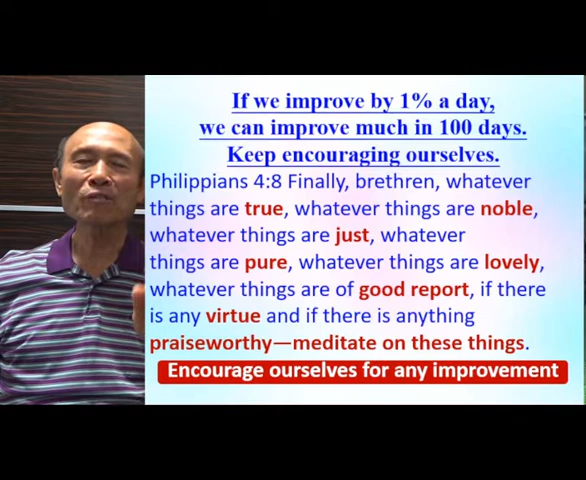 If we improve by 1% a day,
we can improve much in 100 days.
Keep encouraging ourselves.
Philippians 4:8 Finally, brethren, whatever
things are true, whatever things are noble,
whatever things are just, whatever
things are pure, whatever things are lovely,
whatever things are of good report, if there
is any virtue and if there is anything
praiseworthy—meditate on these things.
Encourage ourselves for any improvement